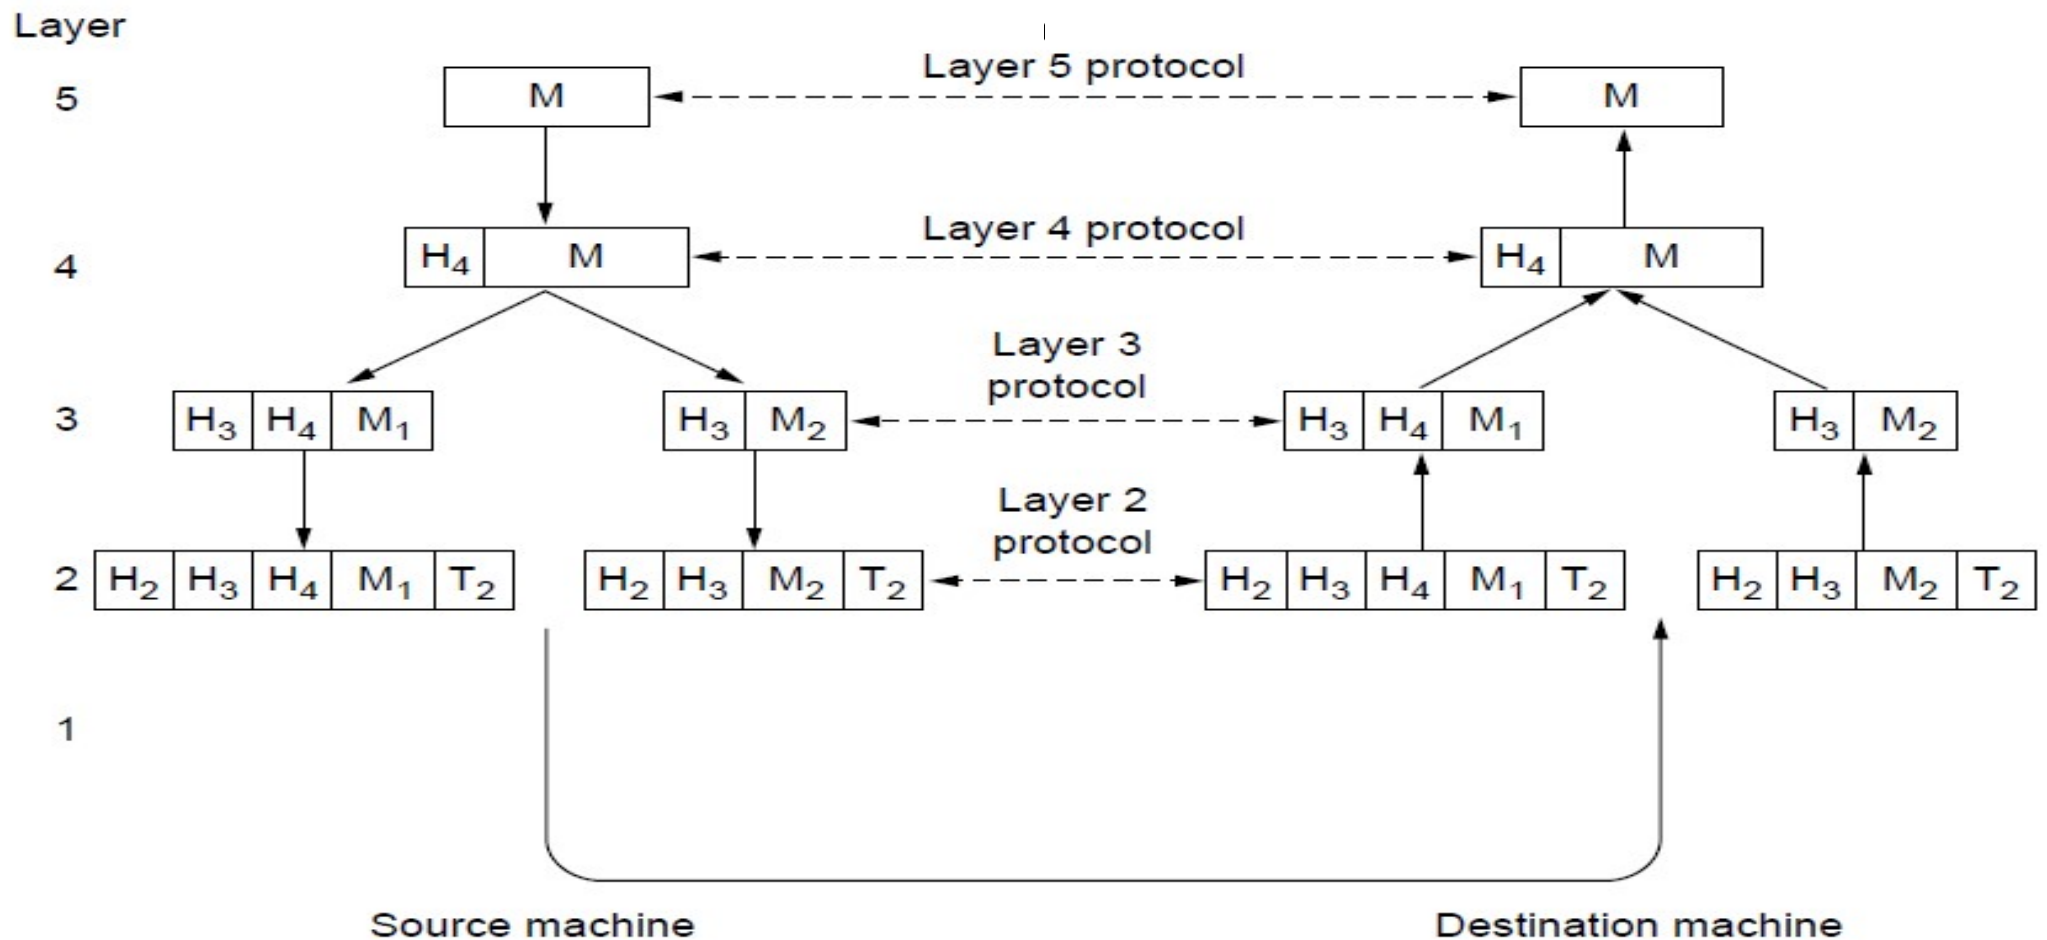 Layer
Layer 5 protocol
5 M M
Layer 4 protocol
4 H₄ M H₄ M
Layer 3
protocol
3 H₃ H₄ M₁ H₃ M₂ H₃ H₄ M₁ H₃ M₂
Layer 2
protocol
2 H₂ H₃ H₄ M₁ T₂ H₂ H₃ M₂ T₂ H₂ H₃ H₄ M₁ T₂ H₂ H₃ M₂ T₂
1
Source machine Destination machine